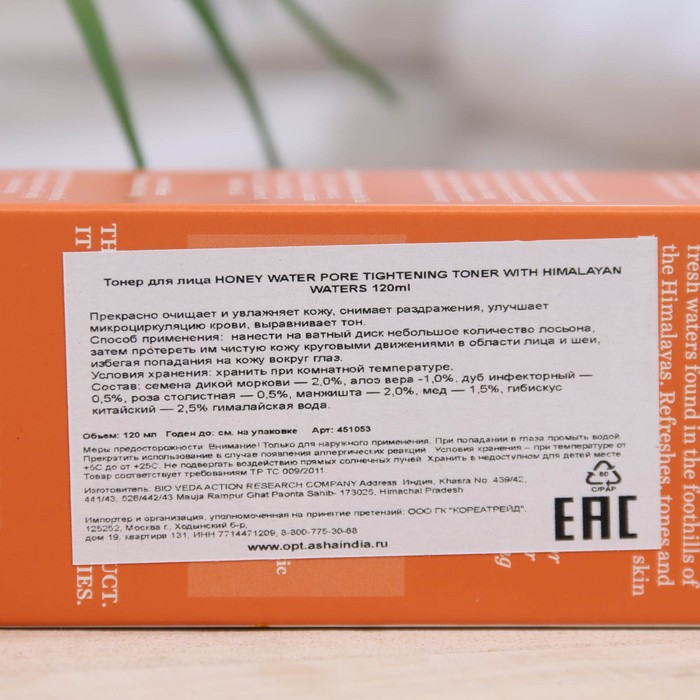 Тонер для лица HONEY WATER PORE TIGHTENING TONER WITH HIMALAYAN
WATERS 120ml
Прекрасно очищает и увлажняет кожу, снимает раздражения, улучшает
микроциркуляцию крови, выравнивает тон.
Способ применения: нанести на ватный диск небольшое количество лосьона,
затем протереть им чистую кожу круговыми движениями в области лица и шеи,
избегая попадания на кожу вокруг глаз.
Условия хранения: хранить при комнатной температуре.
Состав: семена дикой моркови — 2,0%, алоэ вера -1,0%, дуб инфекторный —
0,5%, роза столистная — 0,5%, манжишта — 2,0%, мед — 1,5%, гибискус
китайский — 2,5% гималайская вода.
Объем: 120 мл Годен до: см. на упаковке Арт: 451053
Меры предосторожности Внимание! Только для наружного применения. При попадании в глаза промыть водой.
Прекратить использование в случае появления аллергических реакций Условия хранения – при температуре от
+5С до от +25С. Не подвергать воздействию прямых солнечных лучей. Хранить в недоступном для детей месте
Товар соответствует требованиям ТР ТС 009/2011
Изготовитель: BIO VEDA ACTION RESEARCH COMPANY Address Индия, Khasra No. 439/42,
441/43, 526/442/43 Mauja Rampur Ghat Paonta Sahib- 173025, Himachal Pradesh
Импортер и организация, уполномоченная на принятие претензий: ООО ГК "КОРЕАТРЕЙД",
125252, Москва г., Ходынский б-р,
дом 19, квартира 131, ИНН 7714471209, 8-800-775-30-88
www.opt.ashaindia.ru
C/PAP
EAC
fresh waters found in the foothills of
the Himalayas. Refreshes, tones and
skin